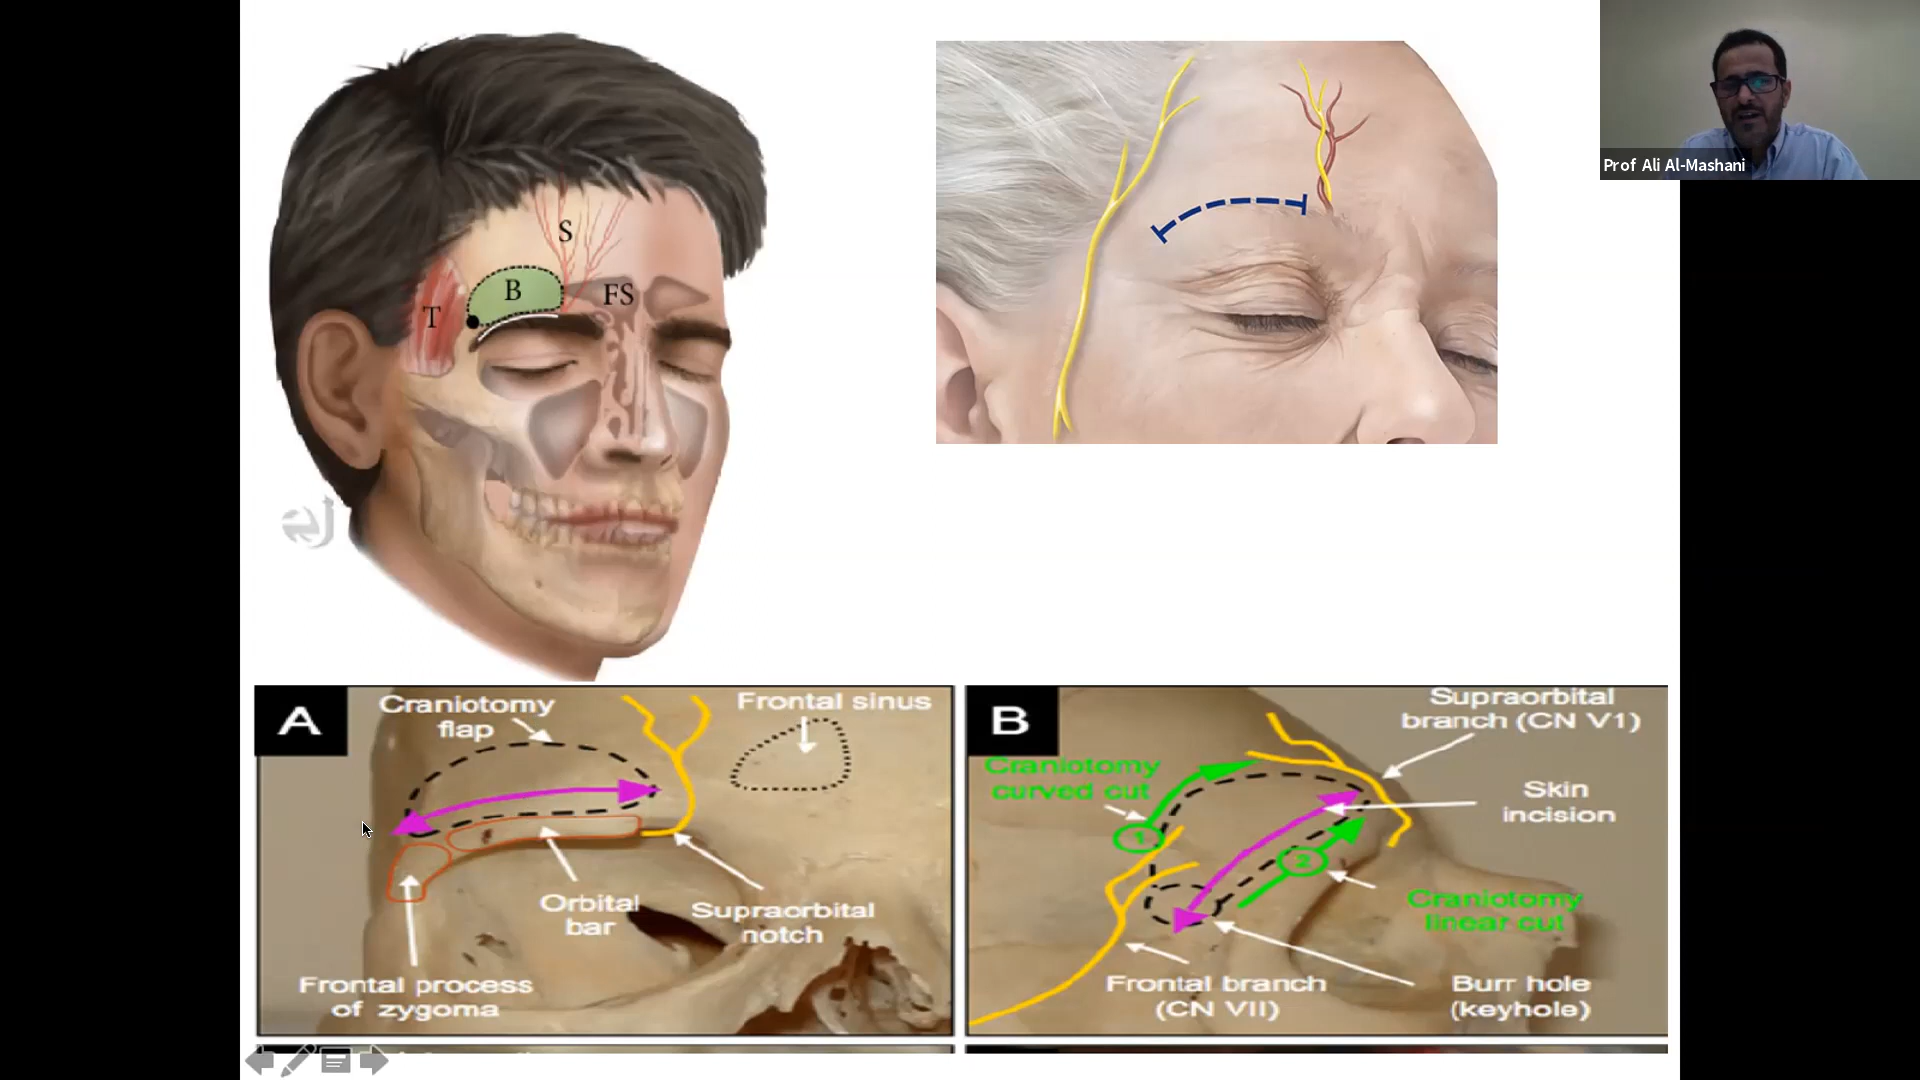 Prof Ali Al-Mashani
S
B
FS
T
ej
A
Craniotomy
flap
Frontal sinus
Orbital
bar
Supraorbital
notch
Frontal process
of zygoma
B
Supraorbital
branch (CN V1)
Craniotomy
curved cut
Skin
incision
1
2
Craniotomy
linear cut
Frontal branch
(CN VII)
Burr hole
(keyhole)